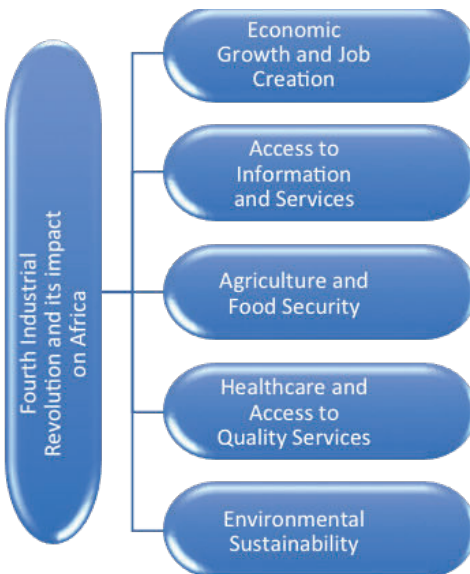 Fourth Industrial
Revolution and its impact
on Africa
Economic
Growth and Job
Creation
Access to
Information
and Services
Agriculture and
Food Security
Healthcare and
Access to
Quality Services
Environmental
Sustainability